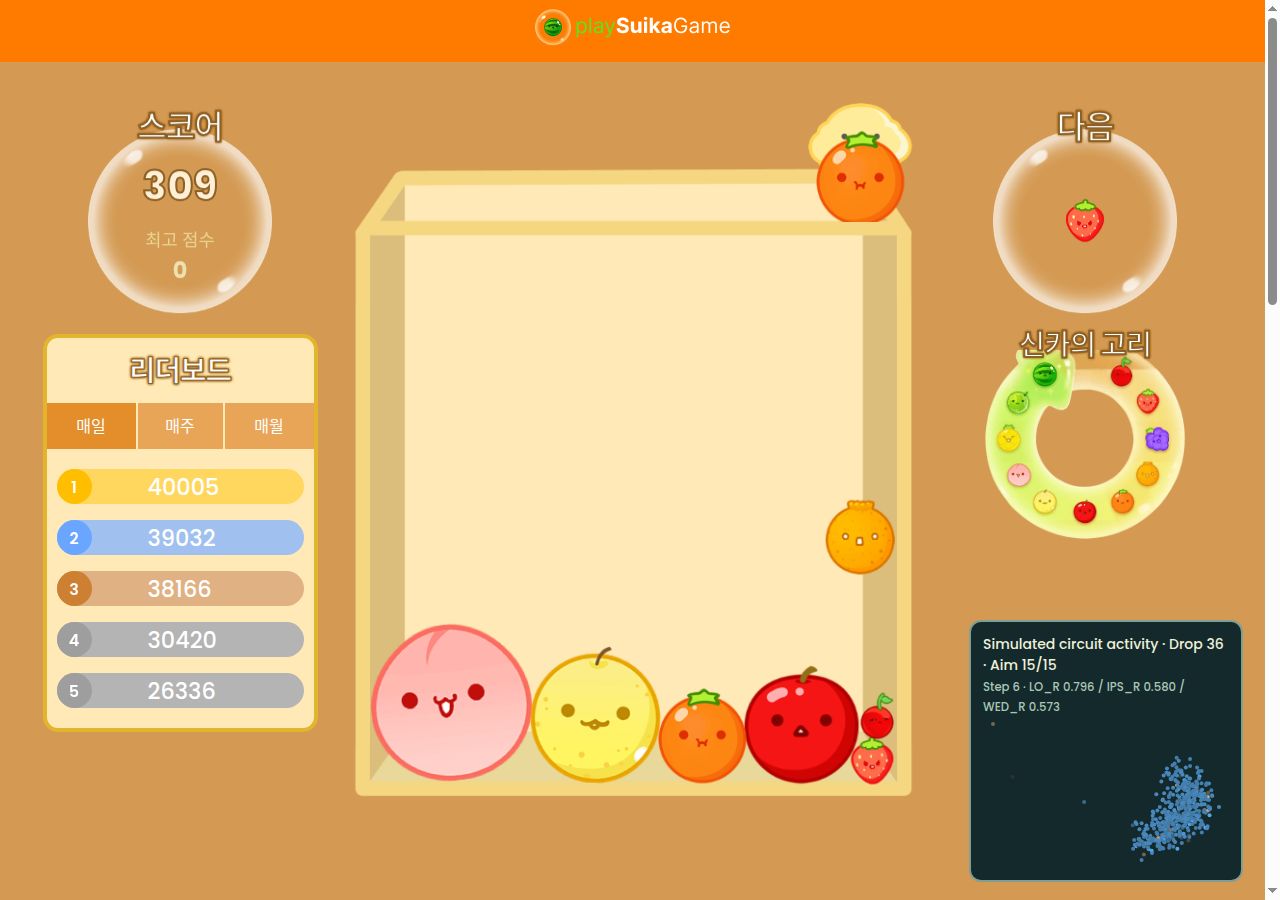 playSuikaGame
스코어
309
최고 점수
0
다음
리더보드
매일 매주 매월
1 40005
2 39032
3 38166
4 30420
5 26336
신카의 고리
Simulated circuit activity · Drop 36
· Aim 15/15
Step 6 · LO_R 0.796 / IPS_R 0.580 /
WED_R 0.573